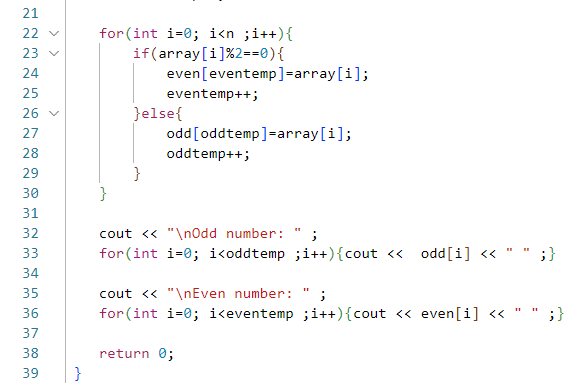 21
22 for(int i=0; i<n ;i++){
23 if(array[i]%2==0){
24 even[eventemp]=array[i];
25 eventemp++;
26 }else{
27 odd[oddtemp]=array[i];
28 oddtemp++;
29 }
30 }
31
32 cout << "\nOdd number: " ;
33 for(int i=0; i<oddtemp ;i++){cout <<  odd[i] << " " ;}
34
35 cout << "\nEven number: " ;
36 for(int i=0; i<eventemp ;i++){cout << even[i] << " " ;}
37
38 return 0;
39 }